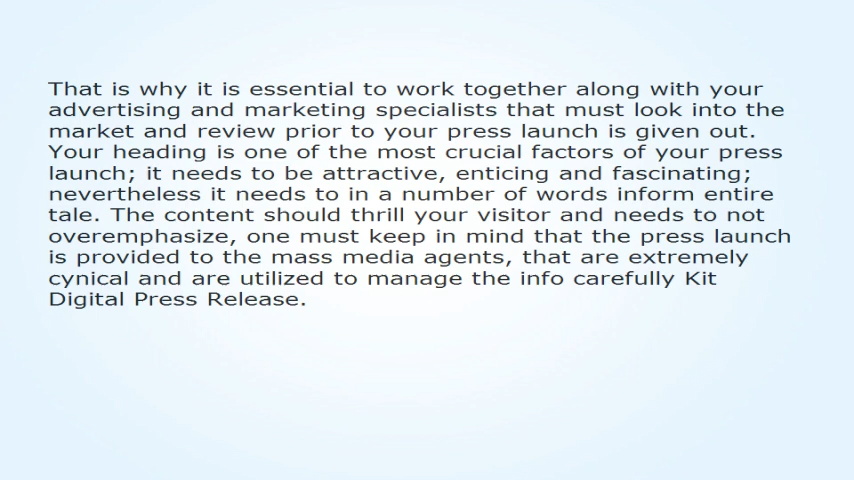 That is why it is essential to work together along with your
advertising and marketing specialists that must look into the
market and review prior to your press launch is given out.
Your heading is one of the most crucial factors of your press
launch; it needs to be attractive, enticing and fascinating;
nevertheless it needs to in a number of words inform entire
tale. The content should thrill your visitor and needs to not
overemphasize, one must keep in mind that the press launch
is provided to the mass media agents, that are extremely
cynical and are utilized to manage the info carefully Kit
Digital Press Release.